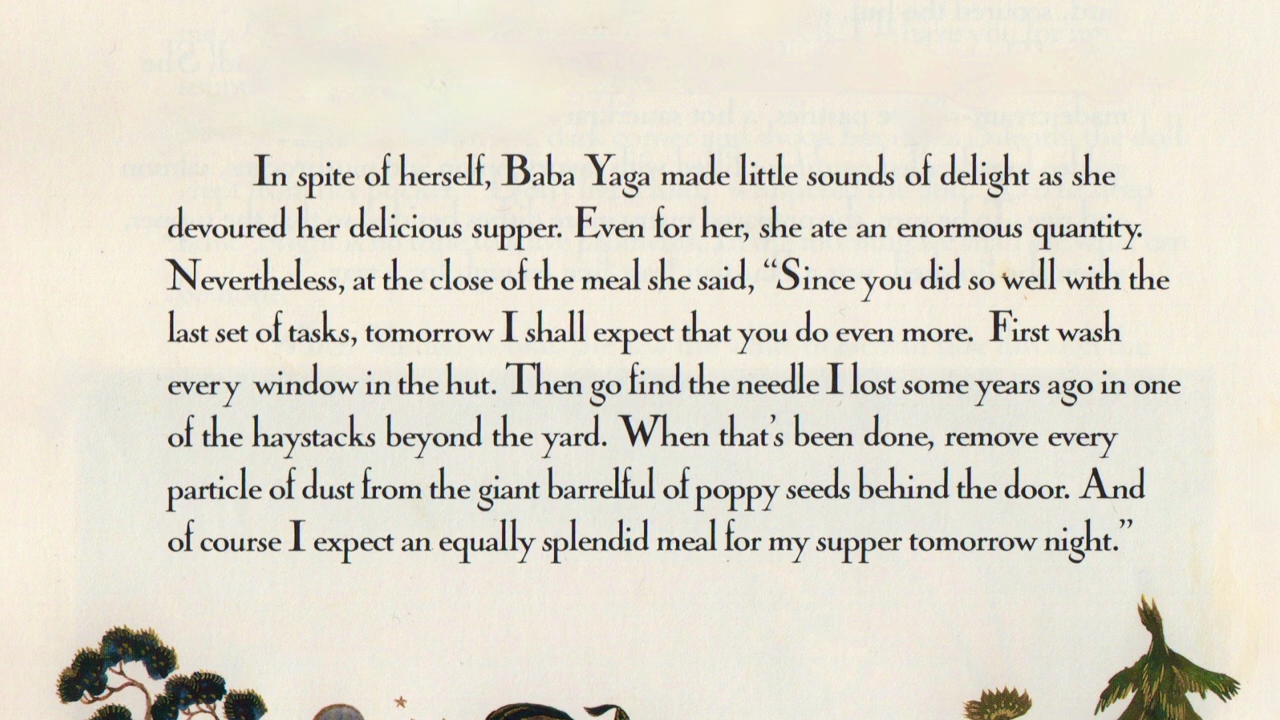 In spite of herself, Baba Yaga made little sounds of delight as she
devoured her delicious supper. Even for her, she ate an enormous quantity.
Nevertheless, at the close of the meal she said, “Since you did so well with the
last set of tasks, tomorrow I shall expect that you do even more. First wash
every window in the hut. Then go find the needle I lost some years ago in one
of the haystacks beyond the yard. When that’s been done, remove every
particle of dust from the giant barrelful of poppy seeds behind the door. And
of course I expect an equally splendid meal for my supper tomorrow night.”